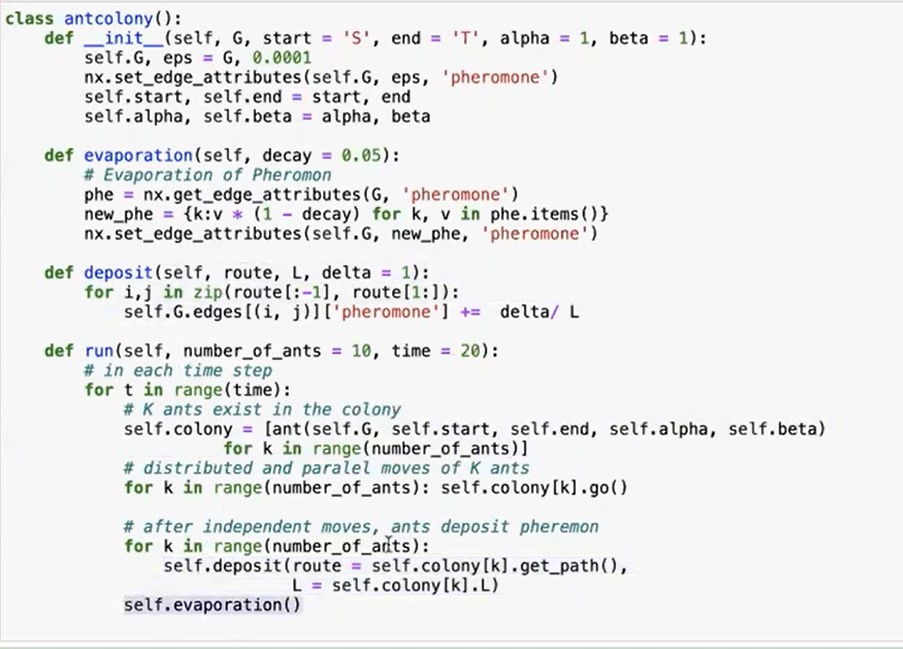 class antcolony():
    def __init__(self, G, start = 'S', end = 'T', alpha = 1, beta = 1):
        self.G, eps = G, 0.0001
        nx.set_edge_attributes(self.G, eps, 'pheromone')
        self.start, self.end = start, end
        self.alpha, self.beta = alpha, beta

    def evaporation(self, decay = 0.05):
        # Evaporation of Pheromon
        phe = nx.get_edge_attributes(G, 'pheromone')
        new_phe = {k:v * (1 - decay) for k, v in phe.items()}
        nx.set_edge_attributes(self.G, new_phe, 'pheromone')

    def deposit(self, route, L, delta = 1):
        for i,j in zip(route[:-1], route[1:]):
            self.G.edges[(i, j)]['pheromone'] +=  delta/ L

    def run(self, number_of_ants = 10, time = 20):
        # in each time step
        for t in range(time):
            # K ants exist in the colony
            self.colony = [ant(self.G, self.start, self.end, self.alpha, self.beta)
                      for k in range(number_of_ants)]
            # distributed and paralel moves of K ants
            for k in range(number_of_ants): self.colony[k].go()

            # after independent moves, ants deposit pheremon
            for k in range(number_of_ants):
                self.deposit(route = self.colony[k].get_path(),
                             L = self.colony[k].L)
            self.evaporation()